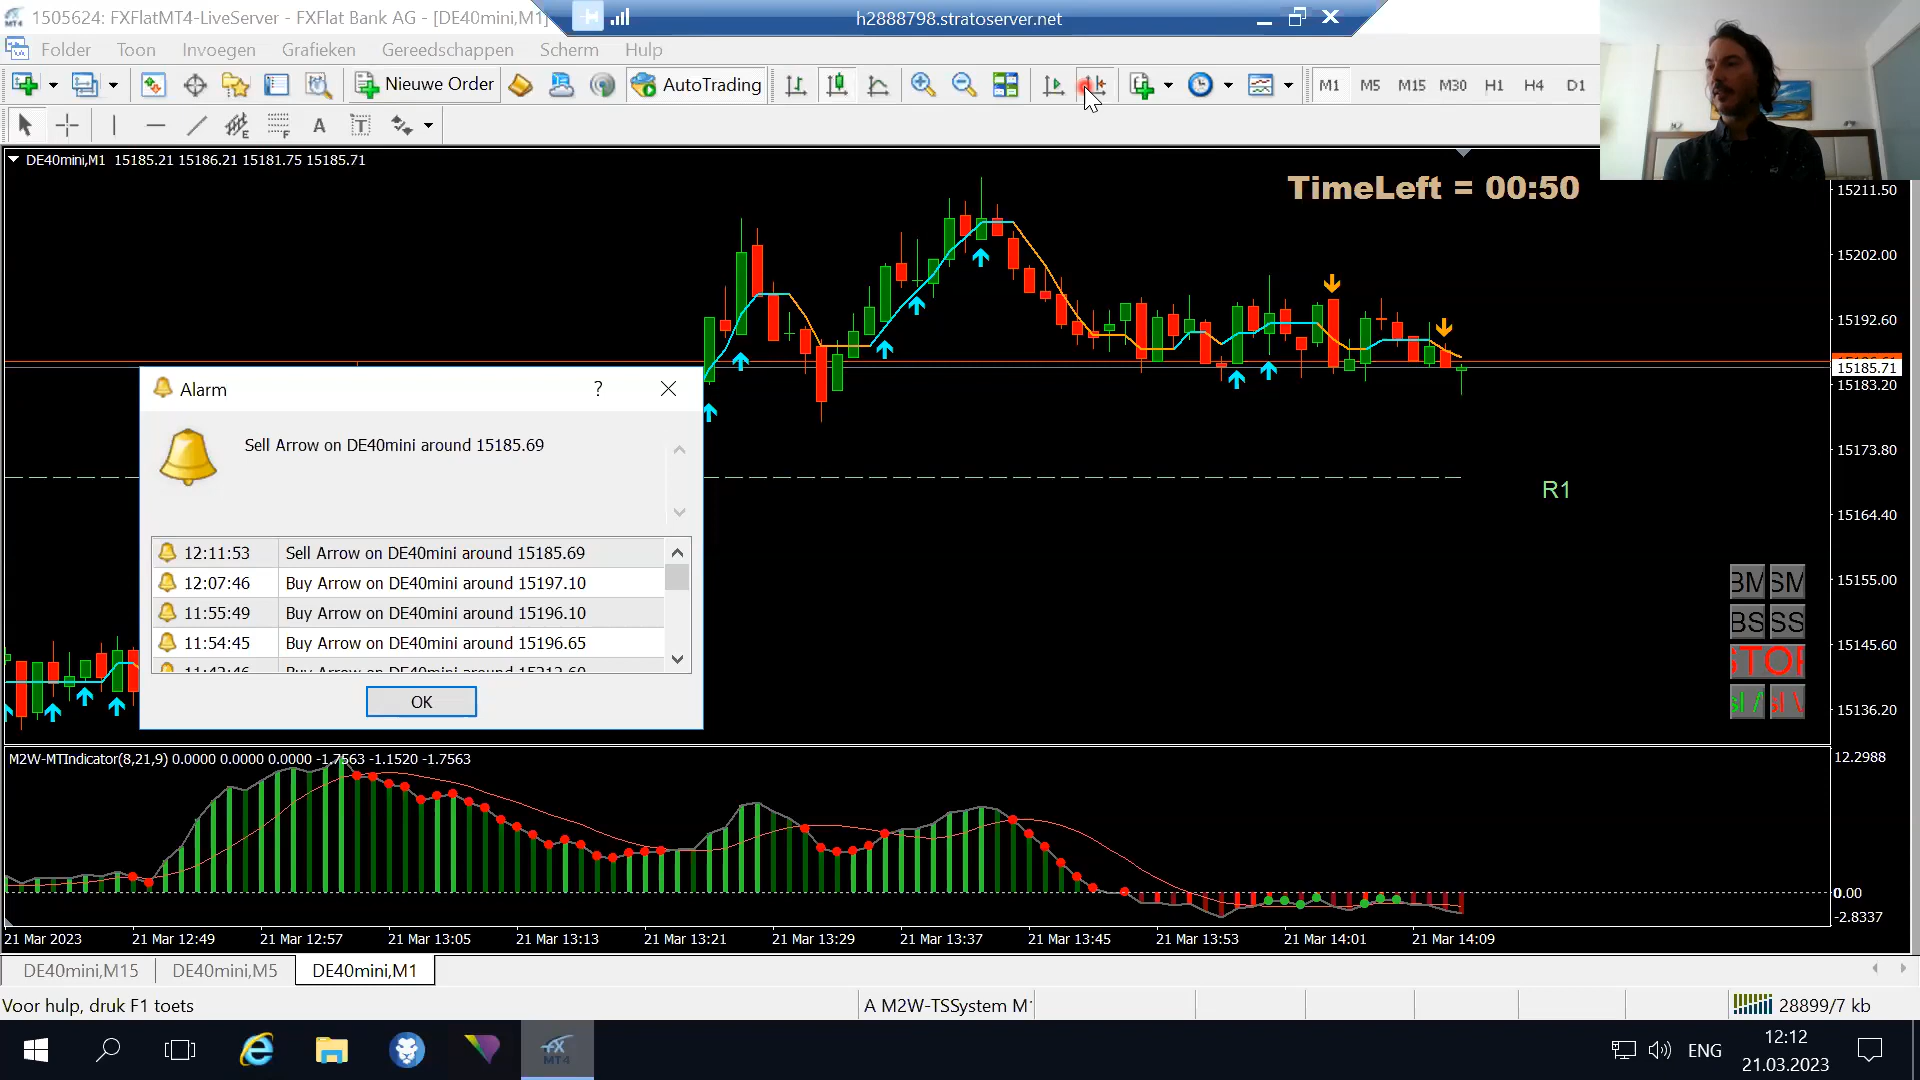 1505624: FXFlatMT4-LiveServer - FXFlat Bank AG - [DE40mini,M1]
h2888798.stratoserver.net
Folder Toon Invoegen Grafieken Gereedschappen Scherm Hulp
Nieuwe Order AutoTrading M1 M5 M15 M30 H1 H4 D1
A T
DE40mini,M1 15185.21 15186.21 15181.75 15185.71
TimeLeft = 00:50
15211.50
15202.00
15192.60
15185.71
15183.20
15173.80
15164.40
15155.00
15145.60
15136.20
R1
BM SM
BS SS
STOP
Alarm ?
Sell Arrow on DE40mini around 15185.69
12:11:53 Sell Arrow on DE40mini around 15185.69
12:07:46 Buy Arrow on DE40mini around 15197.10
11:55:49 Buy Arrow on DE40mini around 15196.10
11:54:45 Buy Arrow on DE40mini around 15196.65
OK
M2W-MTIndicator(8,21,9) 0.0000 0.0000 0.0000 -1.7563 -1.1520 -1.7563
12.2988
0.00
-2.8337
21 Mar 2023 21 Mar 12:49 21 Mar 12:57 21 Mar 13:05 21 Mar 13:13 21 Mar 13:21 21 Mar 13:29 21 Mar 13:37 21 Mar 13:45 21 Mar 13:53 21 Mar 14:01 21 Mar 14:09
DE40mini,M15 DE40mini,M5 DE40mini,M1
Voor hulp, druk F1 toets
A M2W-TSSystem M
28899/7 kb
MT4
ENG
12:12
21.03.2023